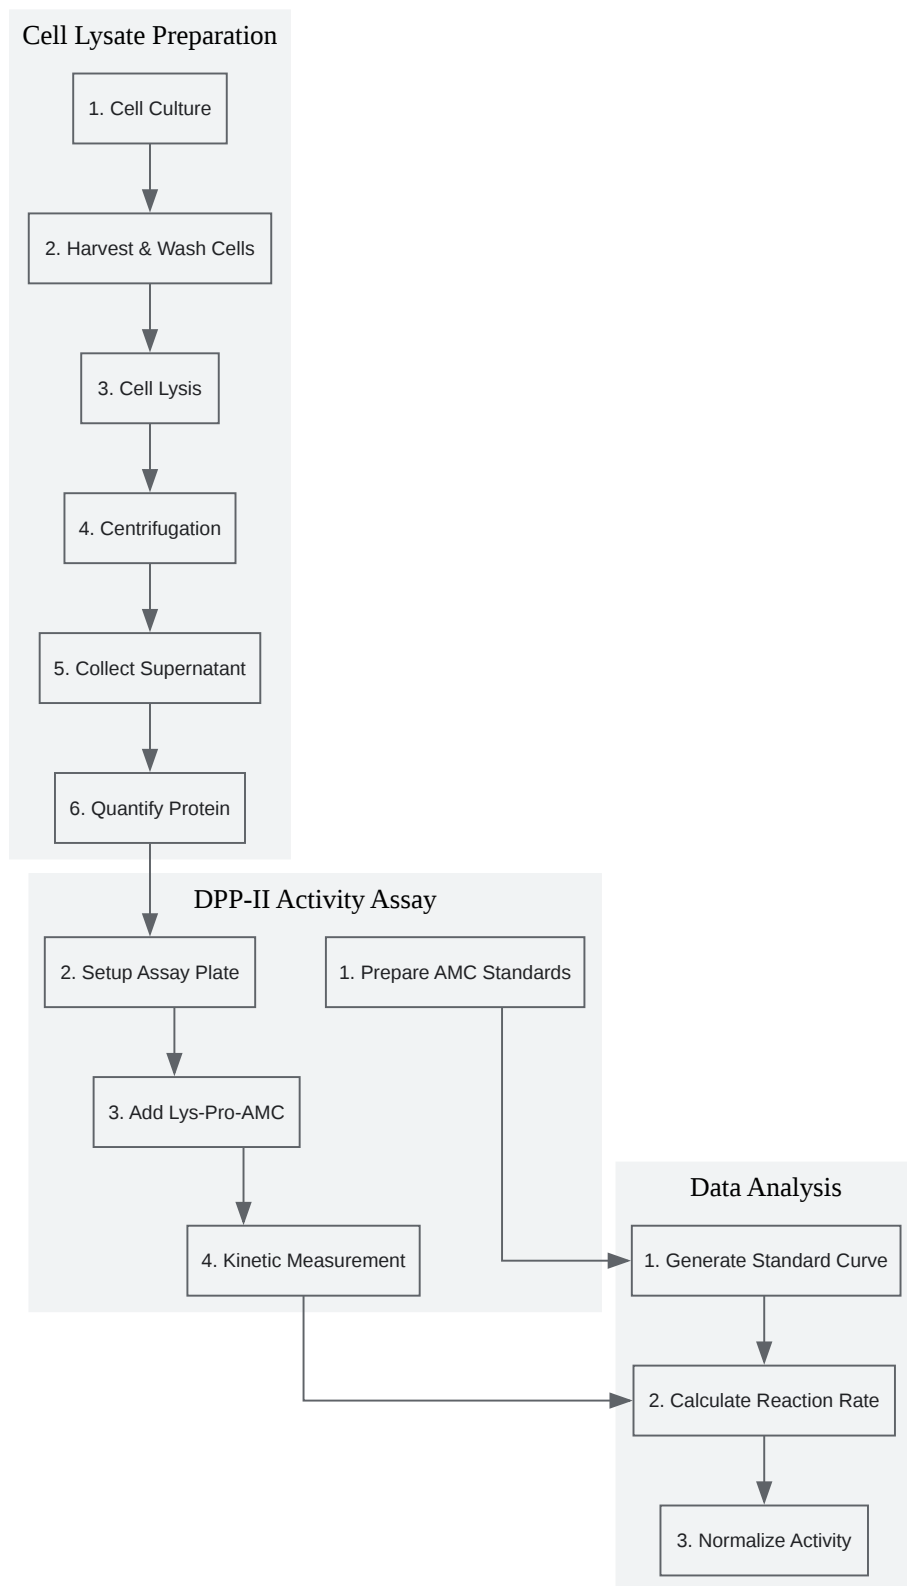 Cell Lysate Preparation
1. Cell Culture
2. Harvest & Wash Cells
3. Cell Lysis
4. Centrifugation
5. Collect Supernatant
6. Quantify Protein
DPP-II Activity Assay
2. Setup Assay Plate
1. Prepare AMC Standards
3. Add Lys-Pro-AMC
4. Kinetic Measurement
Data Analysis
1. Generate Standard Curve
2. Calculate Reaction Rate
3. Normalize Activity